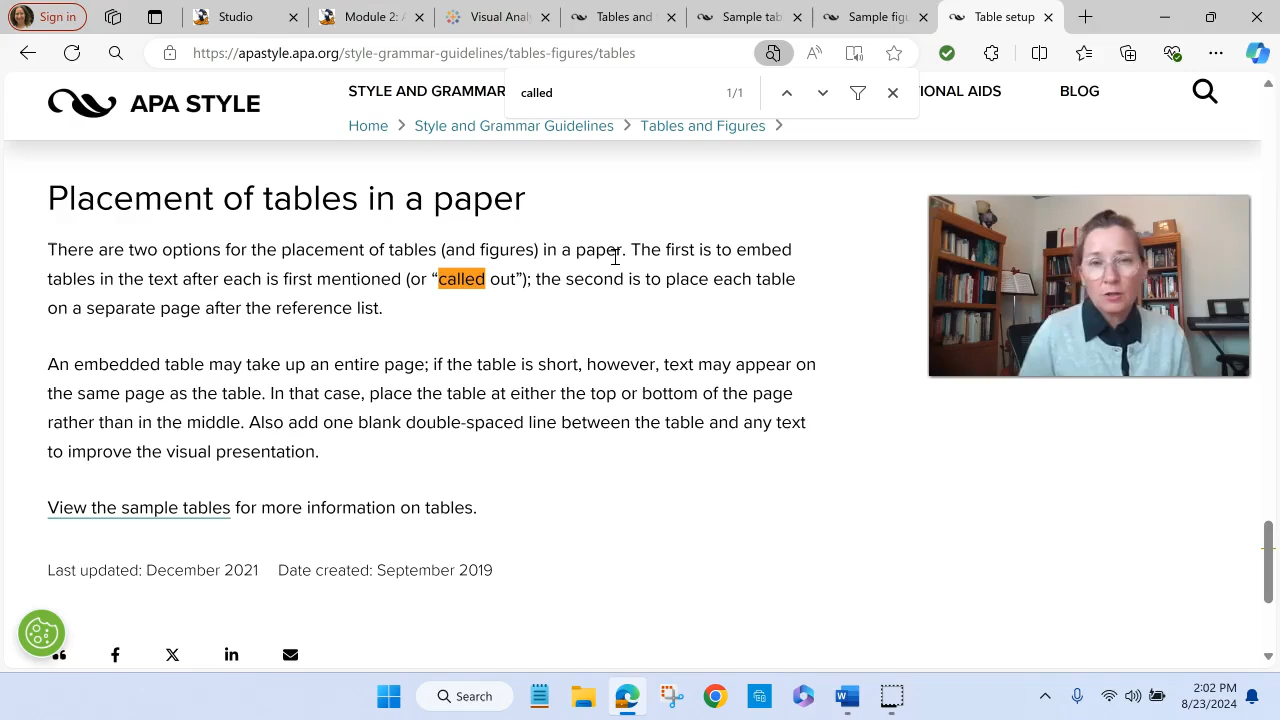 Sign in
Studio
Module 2: A
Visual Anal
Tables and
Sample tab
Sample figu
Table setup
https://apastyle.apa.org/style-grammar-guidelines/tables-figures/tables
called
1/1
APA STYLE
STYLE AND GRAMMAR
IONAL AIDS
BLOG
Home > Style and Grammar Guidelines > Tables and Figures >
Placement of tables in a paper
There are two options for the placement of tables (and figures) in a paper. The first is to embed
tables in the text after each is first mentioned (or “called out”); the second is to place each table
on a separate page after the reference list.
An embedded table may take up an entire page; if the table is short, however, text may appear on
the same page as the table. In that case, place the table at either the top or bottom of the page
rather than in the middle. Also add one blank double-spaced line between the table and any text
to improve the visual presentation.
View the sample tables for more information on tables.
Last updated: December 2021 Date created: September 2019
Search
2:02 PM
8/23/2024